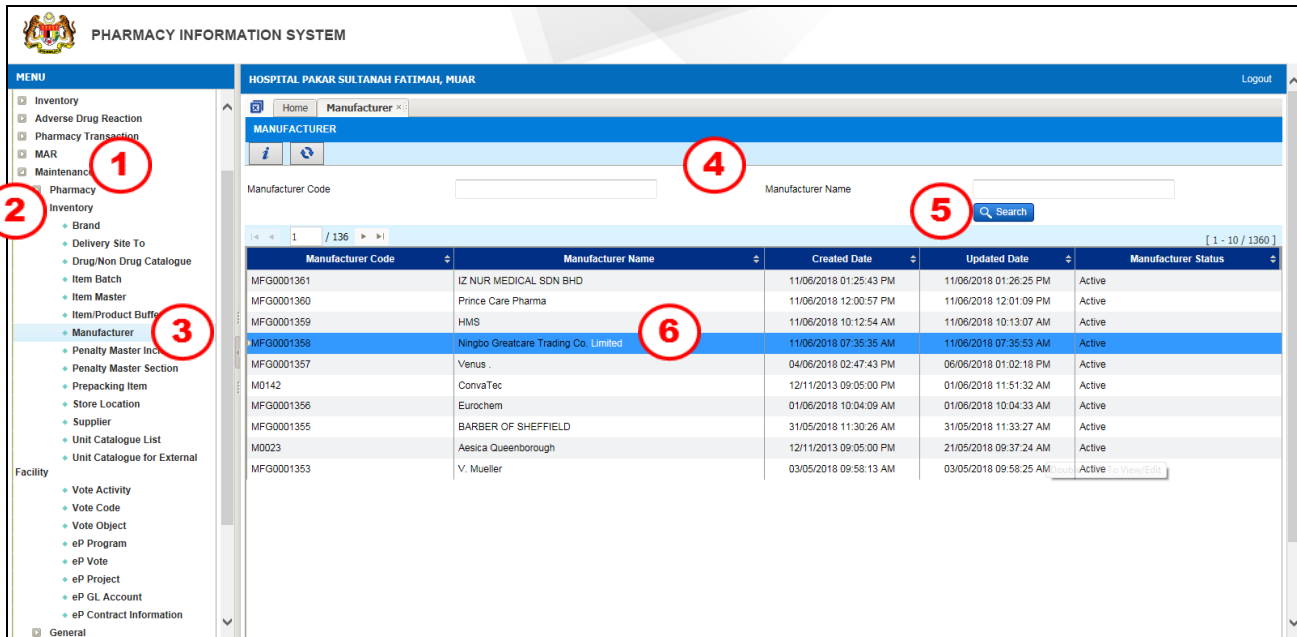 PHARMACY INFORMATION SYSTEM
MENU
Inventory
Adverse Drug Reaction
Pharmacy Transaction
MAR
Maintenance
Pharmacy
Inventory
Brand
Delivery Site To
Drug/Non Drug Catalogue
Item Batch
Item Master
Item/Product Buffe
Manufacturer
Penalty Master Inc
Penalty Master Section
Prepacking Item
Store Location
Supplier
Unit Catalogue List
Unit Catalogue for External
Facility
Vote Activity
Vote Code
Vote Object
eP Program
eP Vote
eP Project
eP GL Account
eP Contract Information
General
1
2
3
HOSPITAL PAKAR SULTANAH FATIMAH, MUAR Logout
Home Manufacturer ×
MANUFACTURER
i
4
Manufacturer Code Manufacturer Name
5 Search
1 / 136 [ 1 - 10 / 1360 ]
Manufacturer Code Manufacturer Name Created Date Updated Date Manufacturer Status
MFG0001361 IZ NUR MEDICAL SDN BHD 11/06/2018 01:25:43 PM 11/06/2018 01:26:25 PM Active
MFG0001360 Prince Care Pharma 11/06/2018 12:00:57 PM 11/06/2018 12:01:09 PM Active
MFG0001359 HMS 11/06/2018 10:12:54 AM 11/06/2018 10:13:07 AM Active
MFG0001358 Ningbo Greatcare Trading Co. Limited 6 11/06/2018 07:35:35 AM 11/06/2018 07:35:53 AM Active
MFG0001357 Venus . 04/06/2018 02:47:43 PM 06/06/2018 01:02:18 PM Active
M0142 ConvaTec 12/11/2013 09:05:00 PM 01/06/2018 11:51:32 AM Active
MFG0001356 Eurochem 01/06/2018 10:04:09 AM 01/06/2018 10:04:33 AM Active
MFG0001355 BARBER OF SHEFFIELD 31/05/2018 11:30:26 AM 31/05/2018 11:33:27 AM Active
M0023 Aesica Queenborough 12/11/2013 09:05:00 PM 21/05/2018 09:37:24 AM Active
MFG0001353 V. Mueller 03/05/2018 09:58:13 AM 03/05/2018 09:58:25 AM Active
To View/Edit